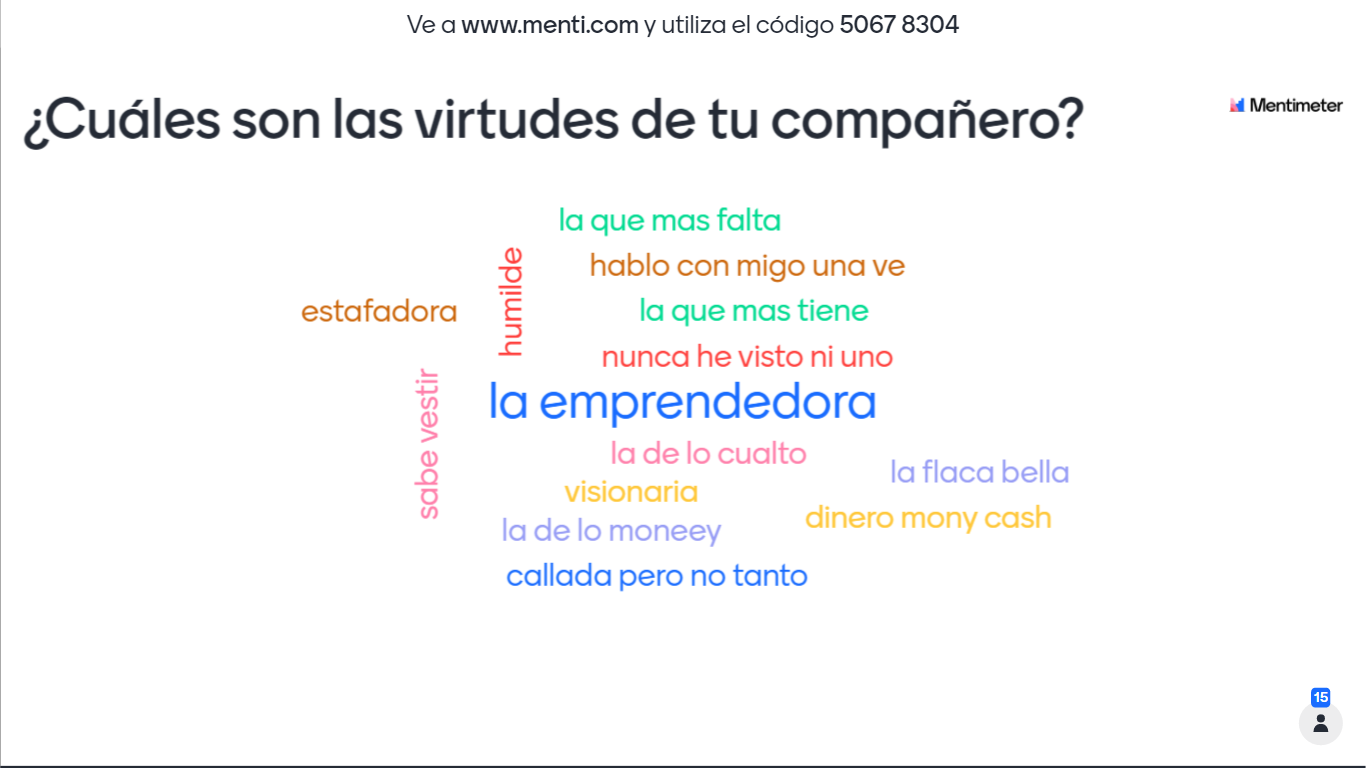 Ve a www.menti.com y utiliza el código 5067 8304
¿Cuáles son las virtudes de tu compañero?
Mentimeter
la que mas falta
humilde
hablo con migo una ve
estafadora
la que mas tiene
nunca he visto ni uno
sabe vestir
la emprendedora
la de lo cualto
la flaca bella
visionaria
dinero mony cash
la de lo moneey
callada pero no tanto
15